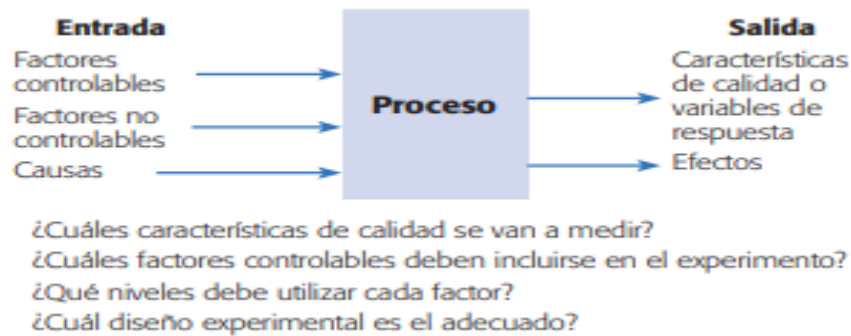 Entrada
Factores
controlables
Factores no
controlables
Causas
Proceso
Salida
Características
de calidad o
variables de
respuesta
Efectos
¿Cuáles características de calidad se van a medir?
¿Cuáles factores controlables deben incluirse en el experimento?
¿Qué niveles debe utilizar cada factor?
¿Cuál diseño experimental es el adecuado?